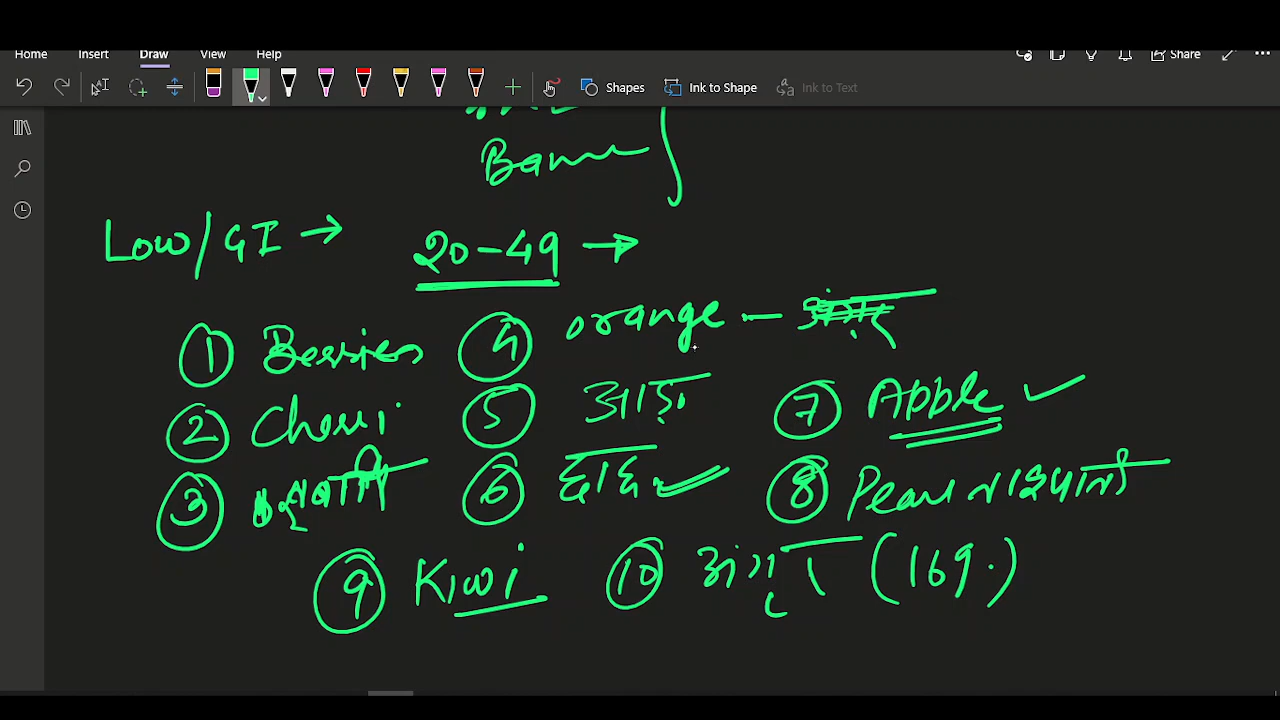 Home Insert Draw View Help Share
Shapes Ink to Shape Ink to Text
Low/GI → 20-49 →
① Berries ④ orange —
② Cherri ⑤ आड़ू ⑦ Apple ✓
③ ⑥ ✓ ⑧ Pear नाशपाती
⑨ Kiwi ⑩ अंगूर (169.)